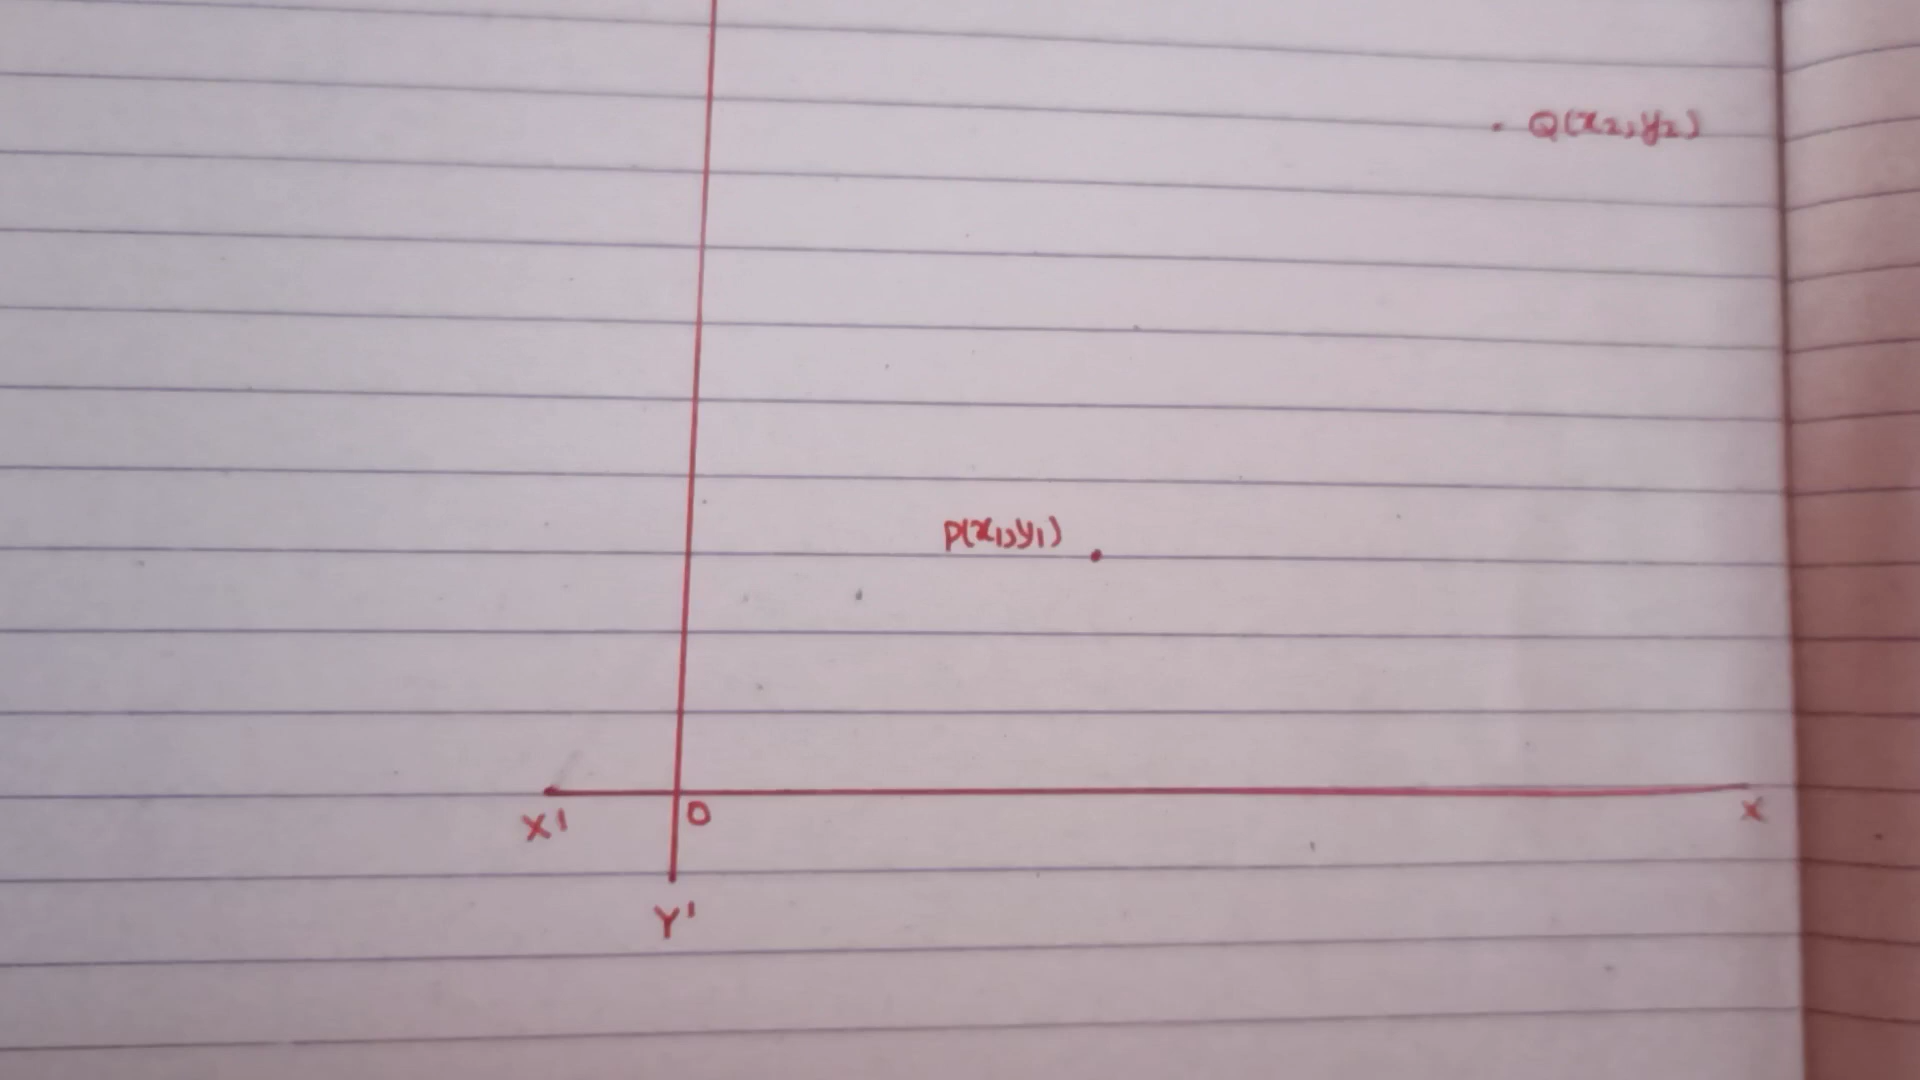 Q(x₂,y₂)
P(x₁,y₁)
X' O X
Y'